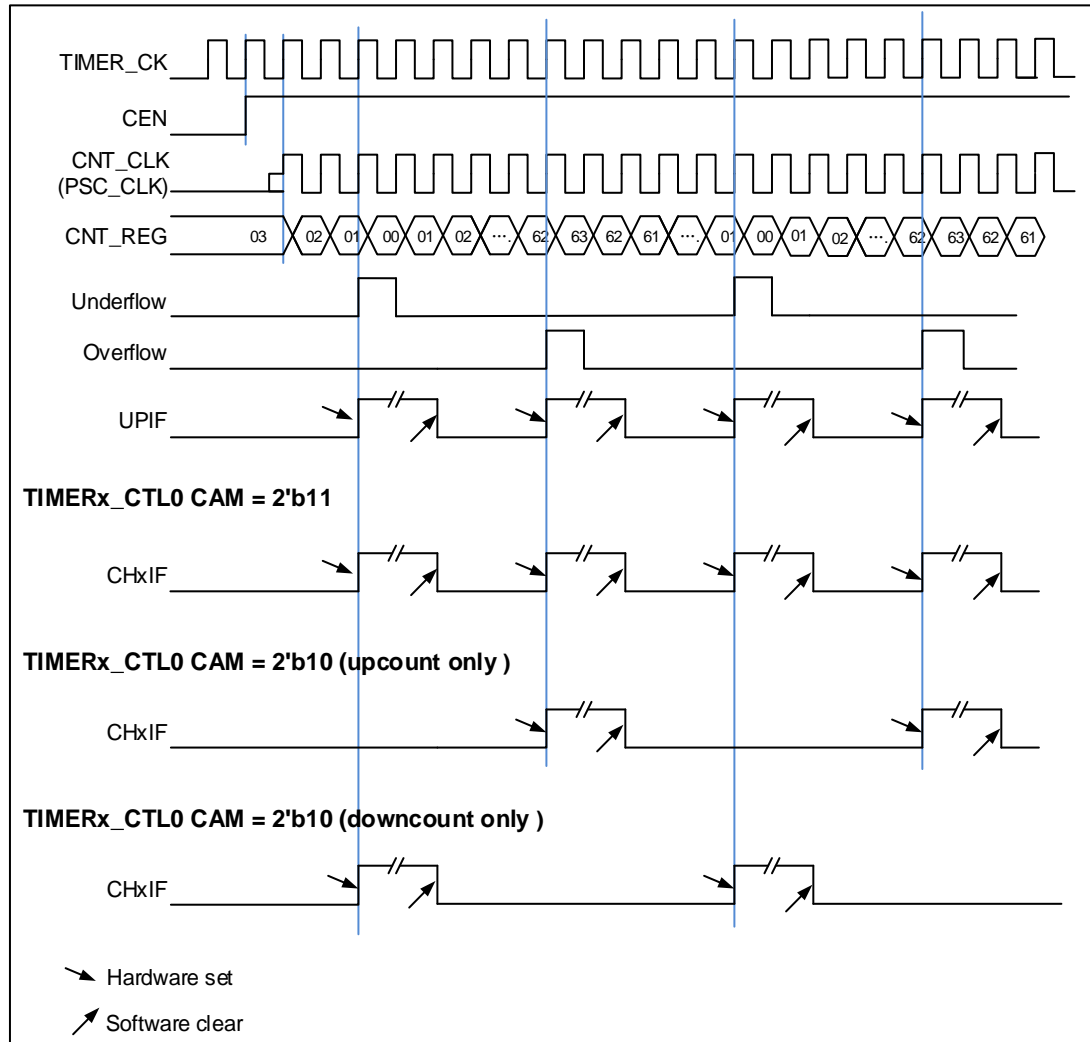 TIMER_CK
CEN
CNT_CLK
(PSC_CLK)
CNT_REG 03 02 01 00 01 02 .... 62 63 62 61 .... 01 00 01 02 .... 62 63 62 61
Underflow
Overflow
UPIF
TIMERx_CTL0 CAM = 2'b11
CHxIF
TIMERx_CTL0 CAM = 2'b10 (upcount only )
CHxIF
TIMERx_CTL0 CAM = 2'b10 (downcount only )
CHxIF
Hardware set
Software clear